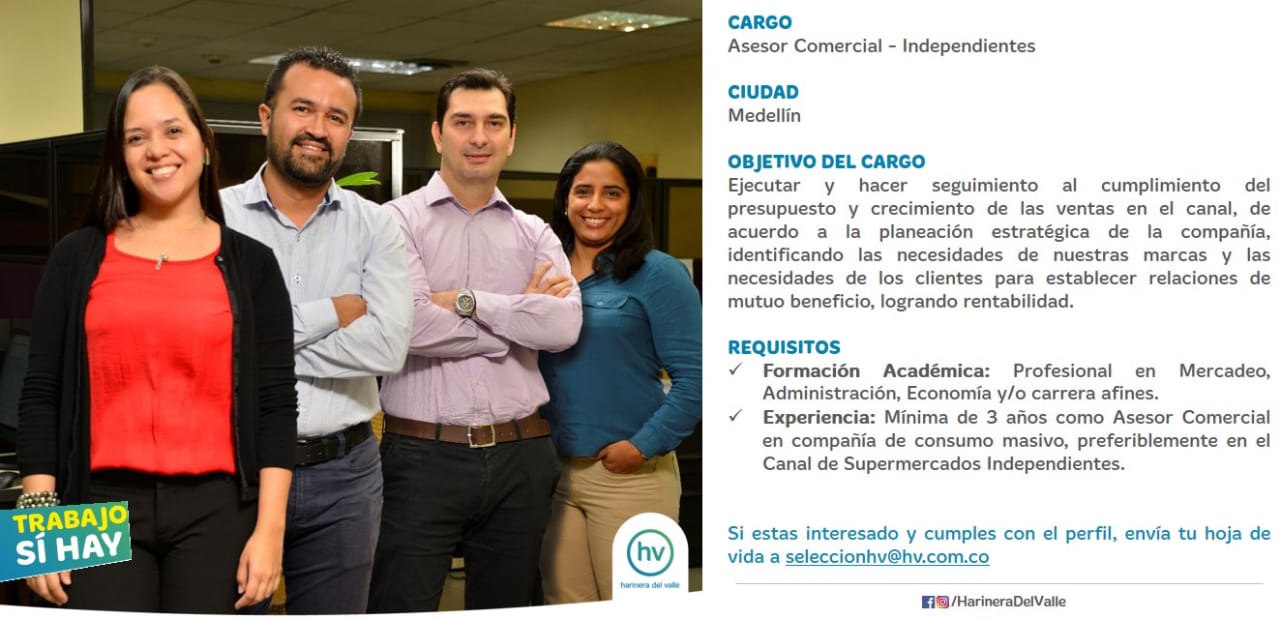 CARGO
Asesor Comercial - Independientes
CIUDAD
Medellín
OBJETIVO DEL CARGO
Ejecutar y hacer seguimiento al cumplimiento del
presupuesto y crecimiento de las ventas en el canal, de
acuerdo a la planeación estratégica de la compañía,
identificando las necesidades de nuestras marcas y las
necesidades de los clientes para establecer relaciones de
mutuo beneficio, logrando rentabilidad.
REQUISITOS
✓ Formación Académica: Profesional en Mercadeo,
Administración, Economía y/o carrera afines.
✓ Experiencia: Mínima de 3 años como Asesor Comercial
en compañía de consumo masivo, preferiblemente en el
Canal de Supermercados Independientes.
Si estas interesado y cumples con el perfil, envía tu hoja de
vida a seleccionhv@hv.com.co
/HarineraDelValle
TRABAJO
SÍ HAY
hv
harinera del valle